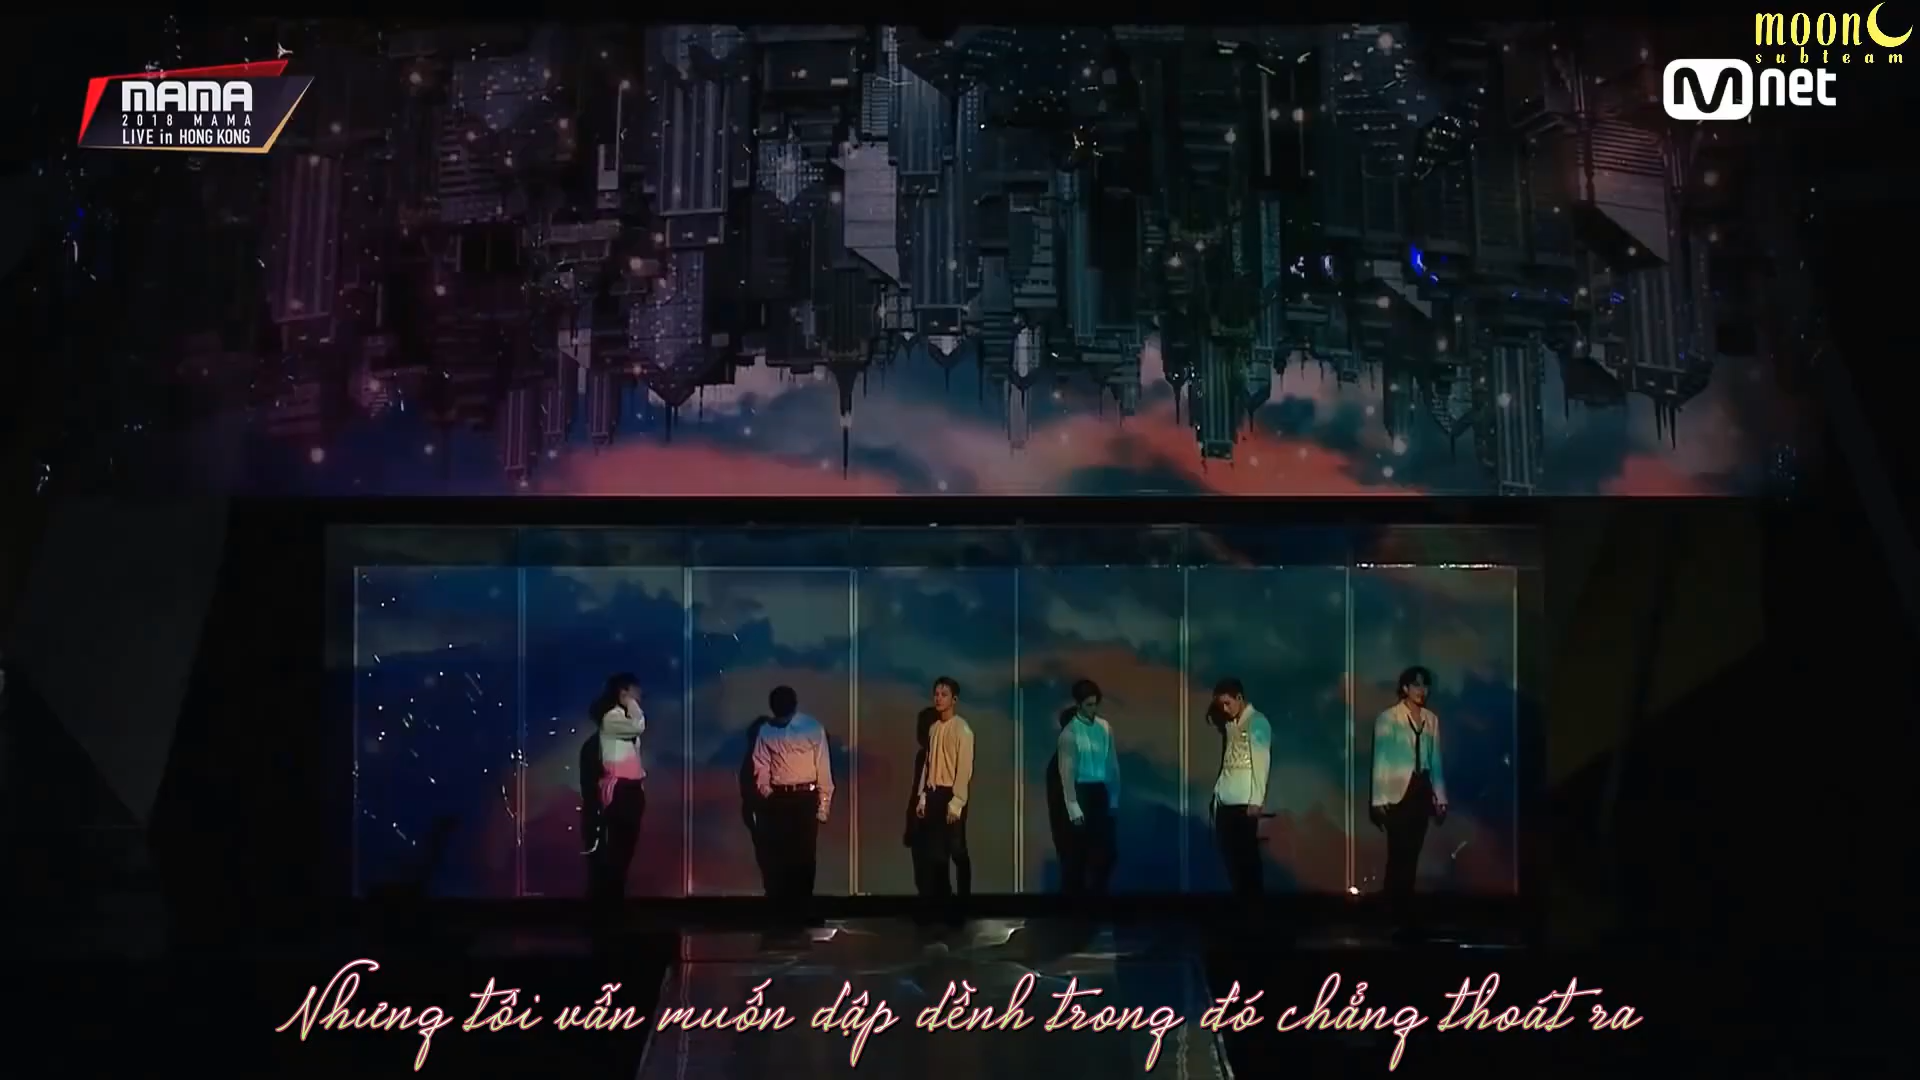 MAMA
2018 MAMA
LIVE in HONG KONG
moon
subteam
Mnet
Nhưng tôi vẫn muốn dập dềnh trong đó chẳng thoát ra